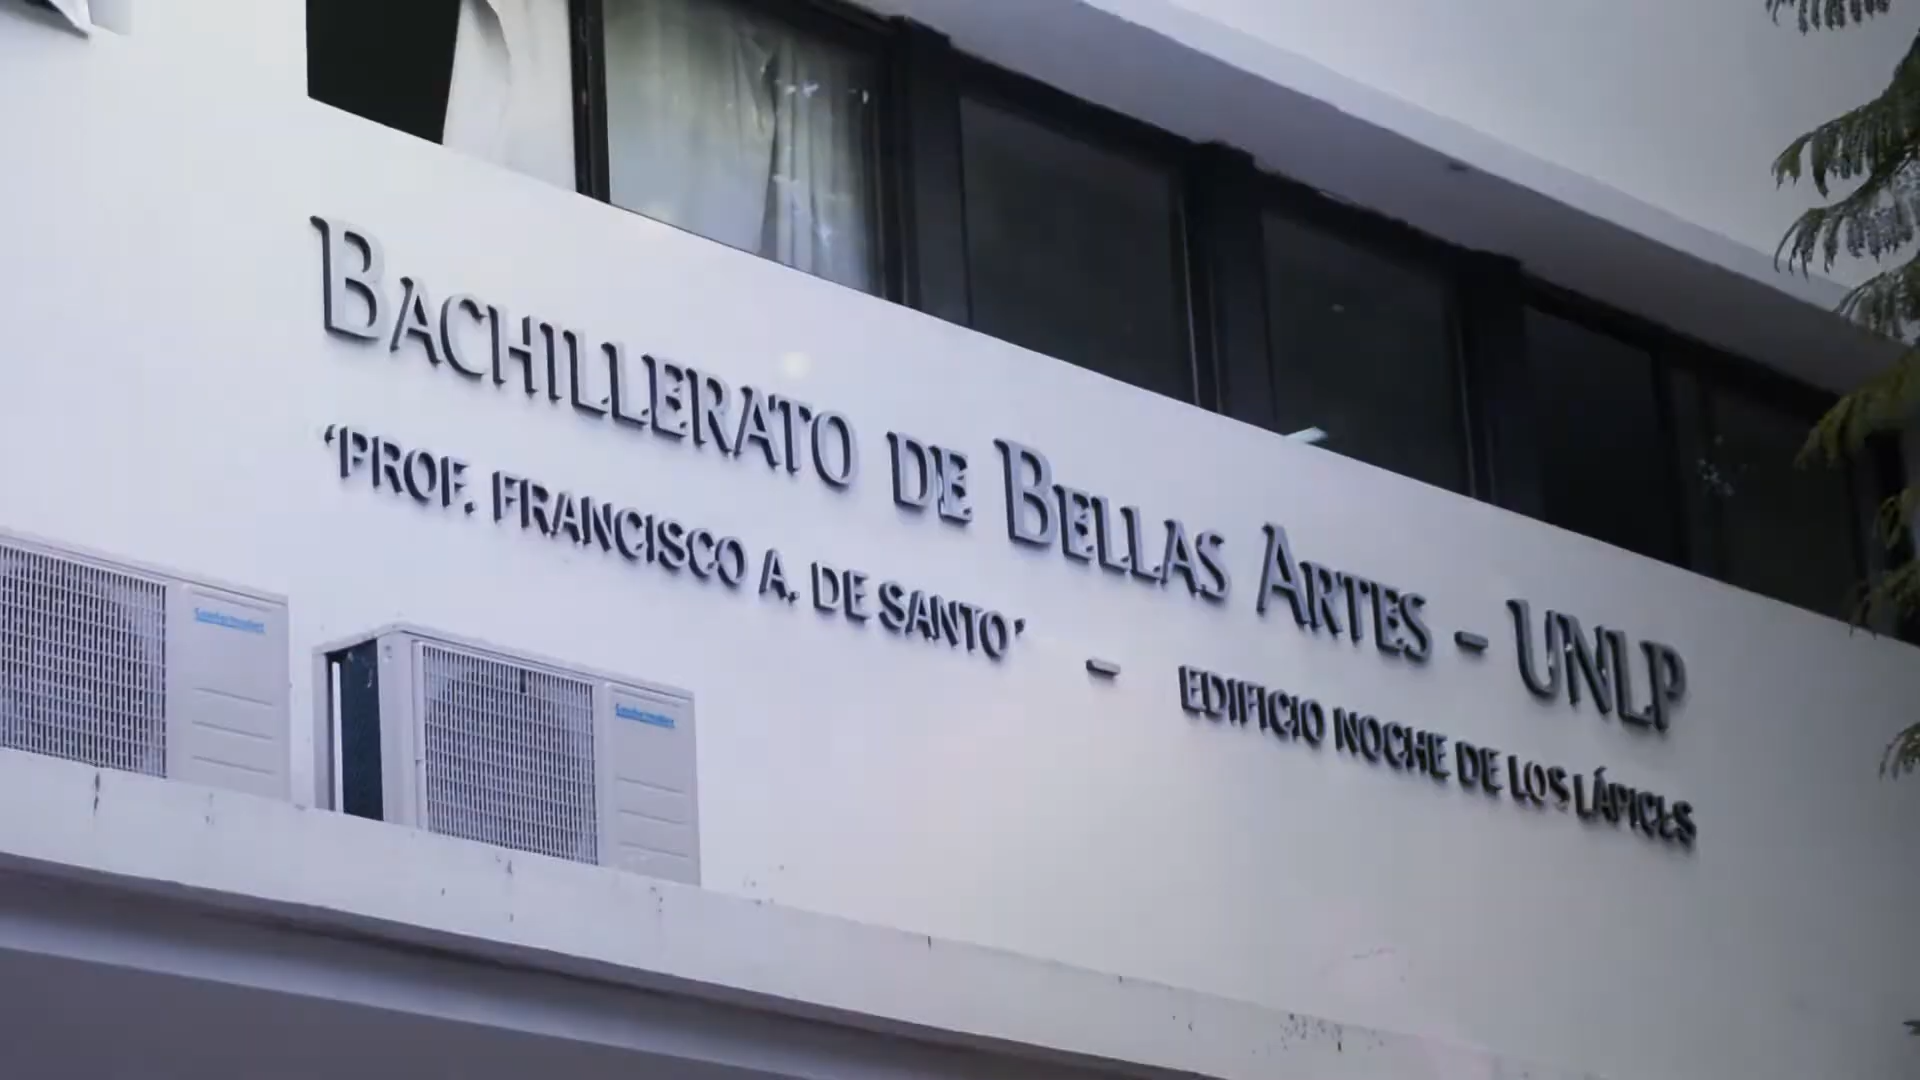 BACHILLERATO DE BELLAS ARTES – UNLP
‘PROF. FRANCISCO A. DE SANTO’ – EDIFICIO NOCHE DE LOS LÁPICES